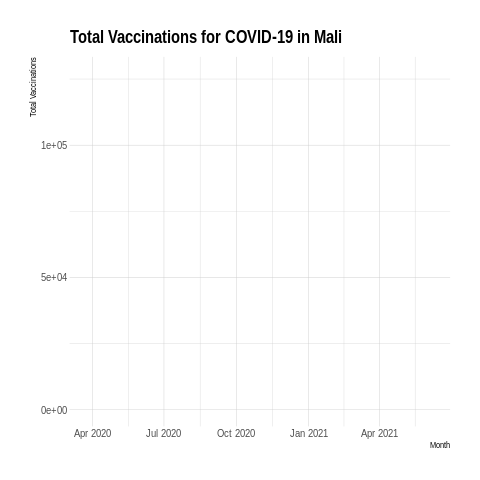 Total Vaccinations for COVID-19 in Mali
Total Vaccinations
1e+05
5e+04
0e+00
Apr 2020 Jul 2020 Oct 2020 Jan 2021 Apr 2021
Month